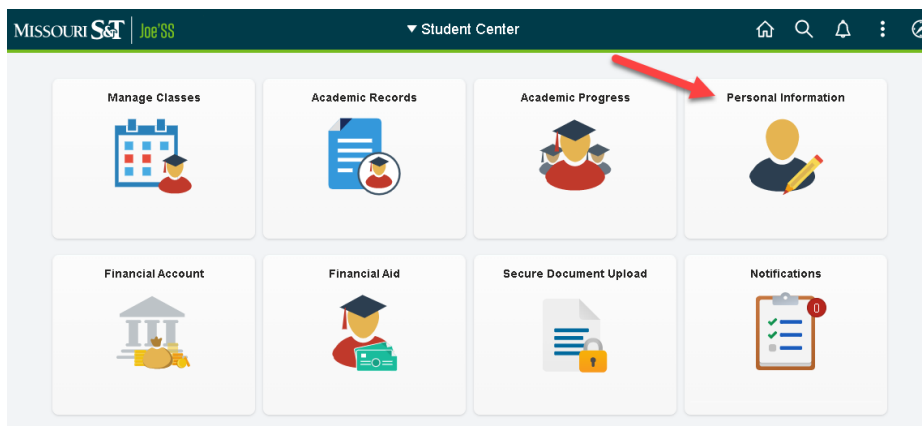 MISSOURI S&T Joe'SS
▼ Student Center
Manage Classes
Academic Records
Academic Progress
Personal Information
Financial Account
Financial Aid
Secure Document Upload
Notifications
0